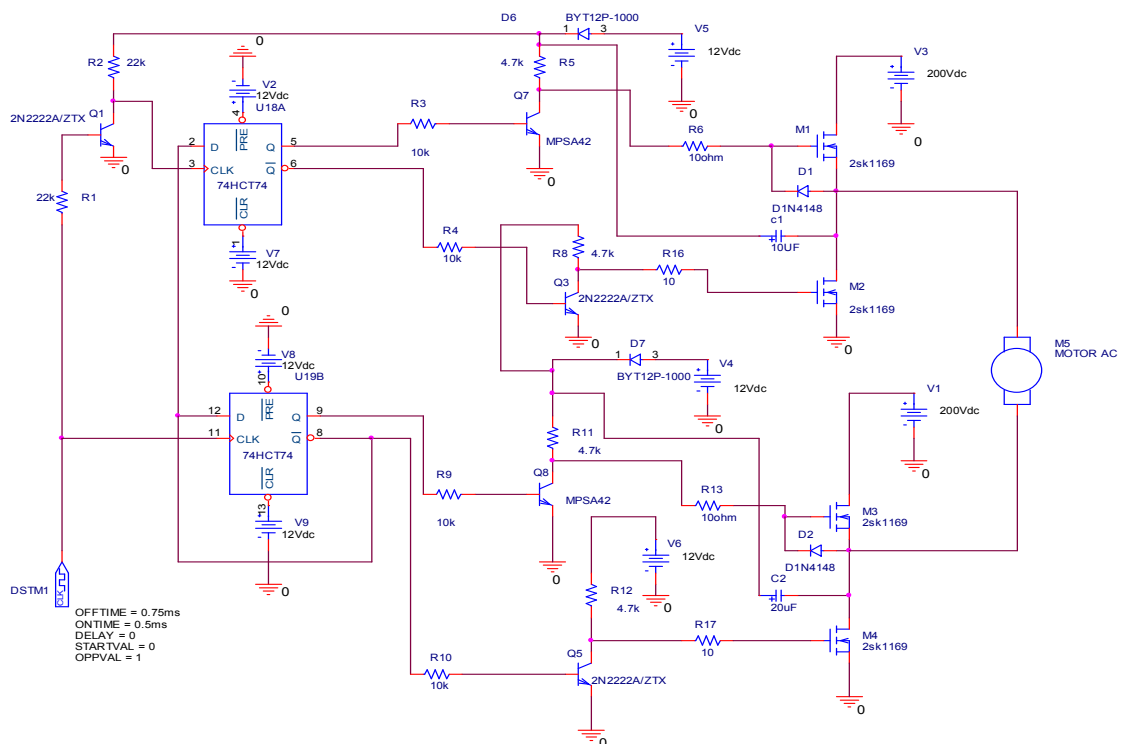 D6
BYT12P-1000
1
3
V5
12Vdc
0
R2
22k
0
V2
12Vdc
U18A
4.7k
R5
Q7
MPSA42
0
V3
200Vdc
0
Q1
2N2222A/ZTX
0
R3
10k
R6
10ohm
M1
2sk1169
4
2
D
PRE
Q
5
3
CLK
Q
6
74HCT74
CLR
1
V7
12Vdc
0
22k
R1
D1
D1N4148
c1
10UF
R4
10k
R8
4.7k
R16
10
Q3
2N2222A/ZTX
0
M2
2sk1169
0
M5
MOTOR AC
0
V8
12Vdc
U19B
D7
1
3
BYT12P-1000
V4
12Vdc
0
V1
200Vdc
0
10
12
D
PRE
Q
9
11
CLK
Q
8
74HCT74
CLR
13
V9
12Vdc
0
R11
4.7k
Q8
MPSA42
0
R9
10k
R13
10ohm
M3
2sk1169
D2
D1N4148
C2
20uF
V6
12Vdc
0
R12
4.7k
R17
10
M4
2sk1169
0
R10
10k
Q5
2N2222A/ZTX
0
DSTM1
CLK
OFFTIME = 0.75ms
ONTIME = 0.5ms
DELAY = 0
STARTVAL = 0
OPPVAL = 1